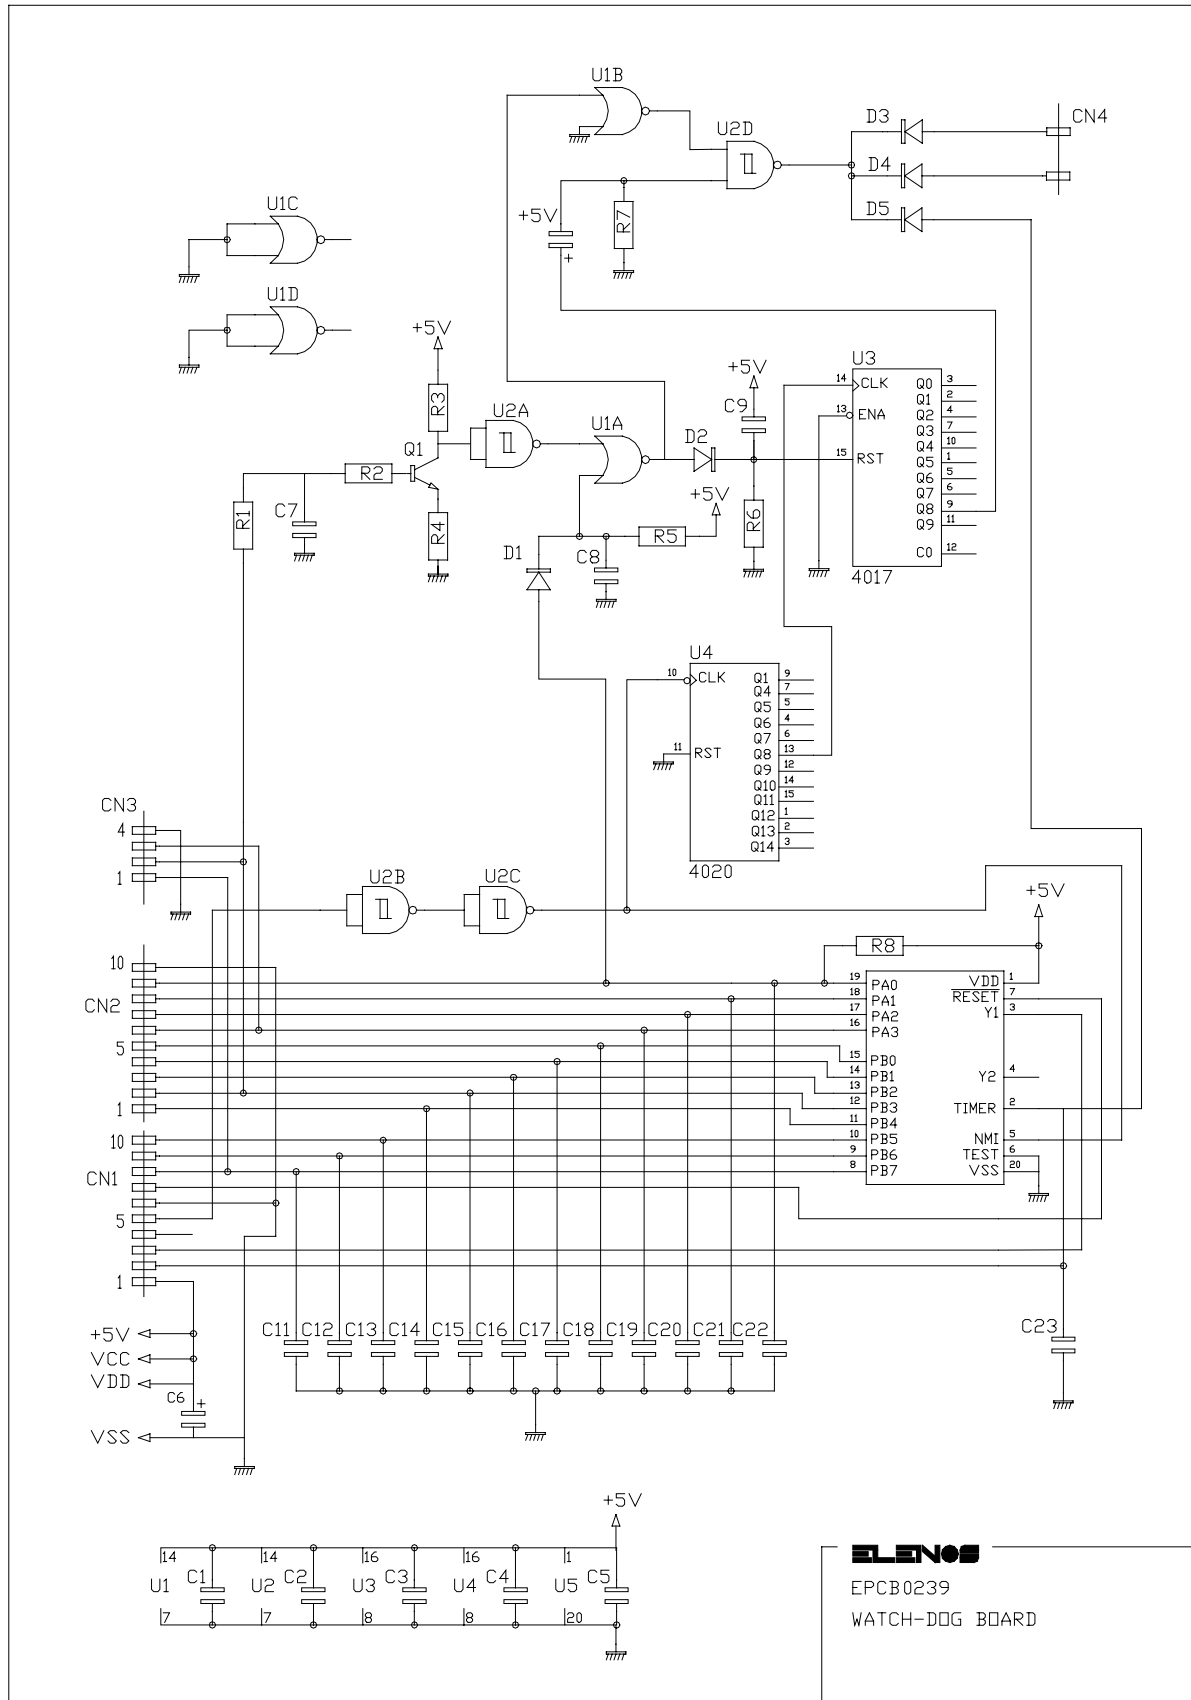 U1B
U2D
D3
CN4
D4
D5
+5V
R7
U1C
U1D
+5V
U3
+5V
14 CLK Q0 3
Q1 2
13 ENA Q2 4
Q3 7
Q4 10
15 RST Q5 1
Q6 5
Q7 6
Q8 9
Q9 11
C0 12
4017
R3
U2A
U1A
C9
D2
Q1
R2
R1
C7
R4
D1
C8
R5
+5V
R6
U4
10 CLK Q1 9
Q4 7
Q5 5
Q6 4
Q7 6
11 RST Q8 13
Q9 12
Q10 14
Q11 15
Q12 1
Q13 2
Q14 3
4020
CN3
4
1
U2B
U2C
+5V
R8
10
CN2
5
1
10
CN1
5
1
19 PA0 VDD 1
18 PA1 RESET 7
17 PA2 Y1 3
16 PA3
15 PB0
14 PB1 Y2 4
13 PB2
12 PB3 TIMER 2
11 PB4
10 PB5 NMI 5
9 PB6 TEST 6
8 PB7 VSS 20
+5V
VCC
VDD
C6 +
VSS
C11 C12 C13 C14 C15 C16 C17 C18 C19 C20 C21 C22
C23
+5V
14 14 16 16 1
U1 C1 U2 C2 U3 C3 U4 C4 U5 C5
7 7 8 8 20
ELENOS
EPCB0239
WATCH-DOG BOARD